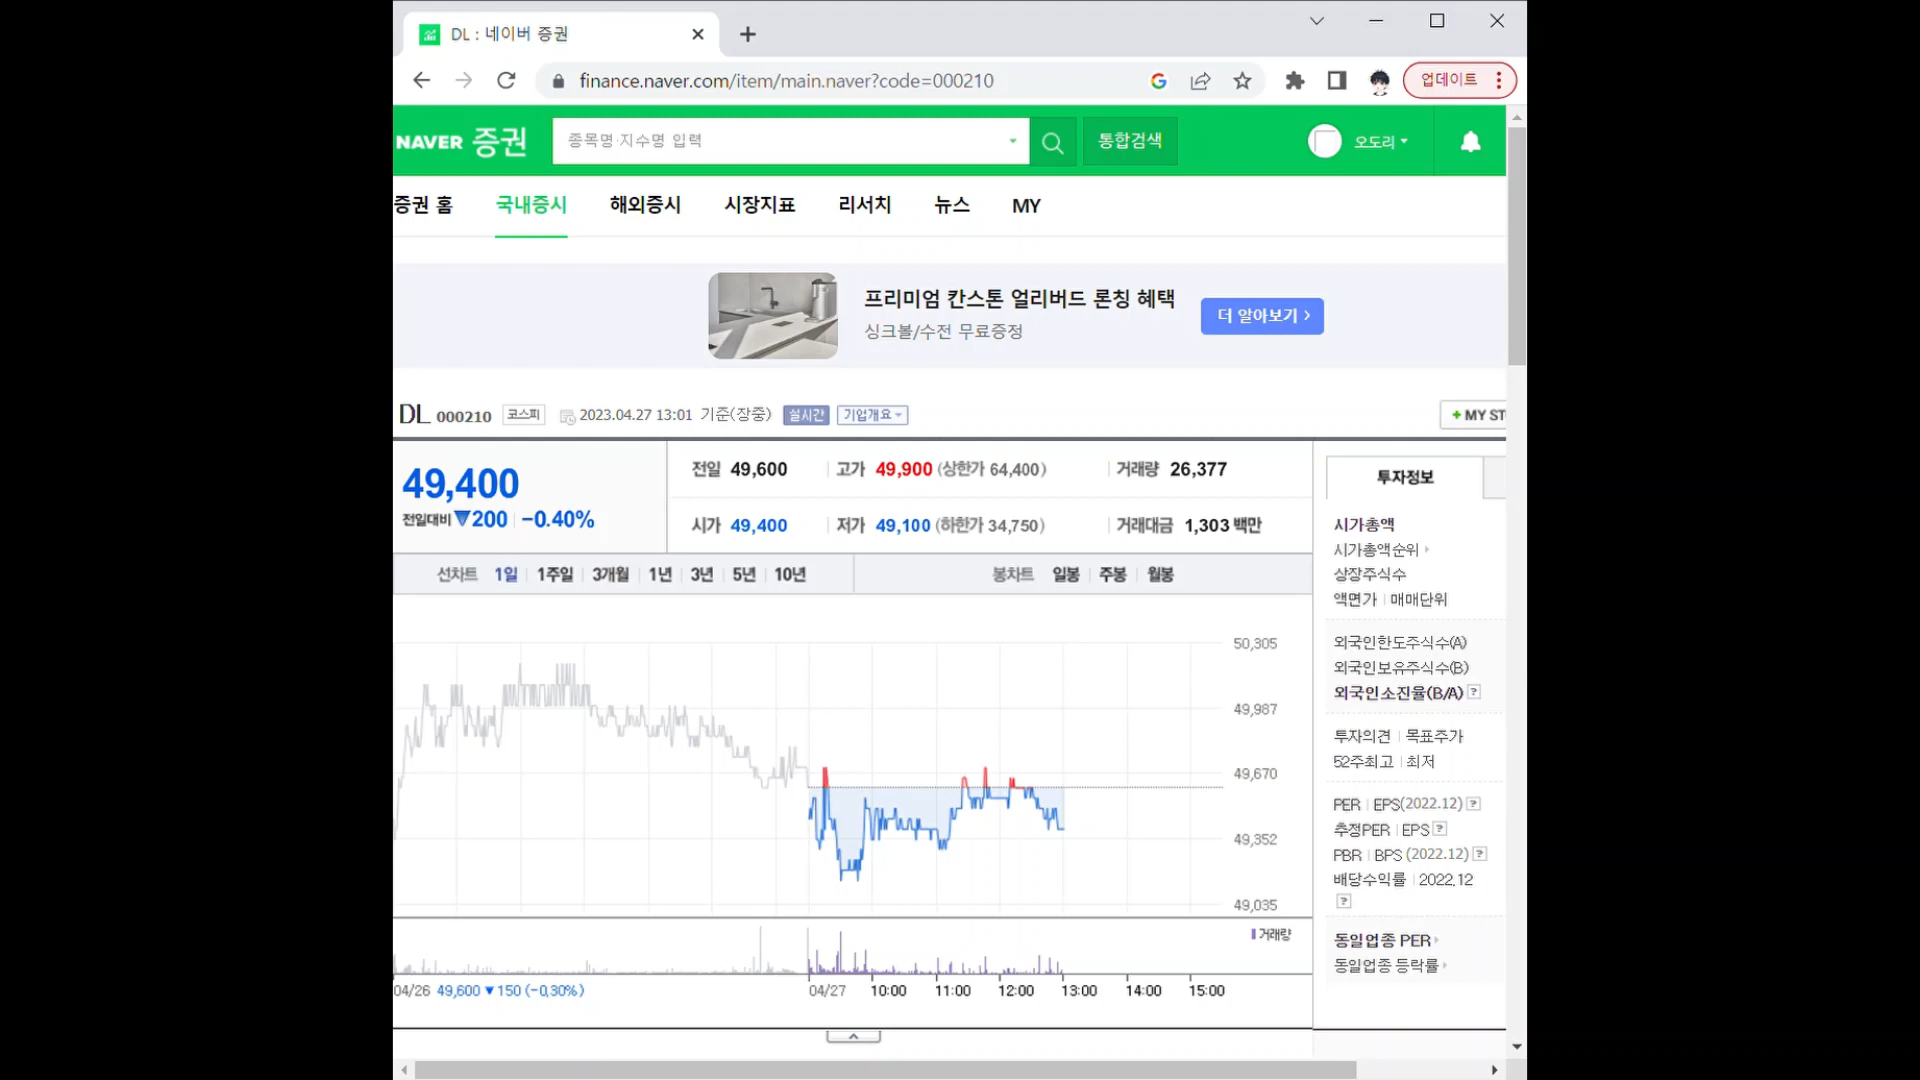 DL : 네이버 증권
finance.naver.com/item/main.naver?code=000210
업데이트
NAVER 증권
종목명·지수명 입력
통합검색
오도리
증권 홈 국내증시 해외증시 시장지표 리서치 뉴스 MY
프리미엄 칸스톤 얼리버드 론칭 혜택
싱크볼/수전 무료증정
더 알아보기 >
DL 000210 코스피 2023.04.27 13:01 기준(장중) 실시간 기업개요
+ MY ST
49,400
전일대비 ▼200 -0.40%
전일 49,600 고가 49,900 (상한가 64,400) 거래량 26,377
시가 49,400 저가 49,100 (하한가 34,750) 거래대금 1,303 백만
선차트 1일 1주일 3개월 1년 3년 5년 10년 봉차트 일봉 주봉 월봉
50,305
49,987
49,670
49,352
49,035
거래량
04/26 49,600 ▼150 (-0,30%) 04/27 10:00 11:00 12:00 13:00 14:00 15:00
투자정보
시가총액
시가총액순위
상장주식수
액면가 매매단위
외국인한도주식수(A)
외국인보유주식수(B)
외국인소진율(B/A) ?
투자의견 목표주가
52주최고 최저
PER EPS(2022.12) ?
추정PER EPS ?
PBR BPS (2022.12) ?
배당수익률 2022.12
?
동일업종 PER
동일업종 등락률